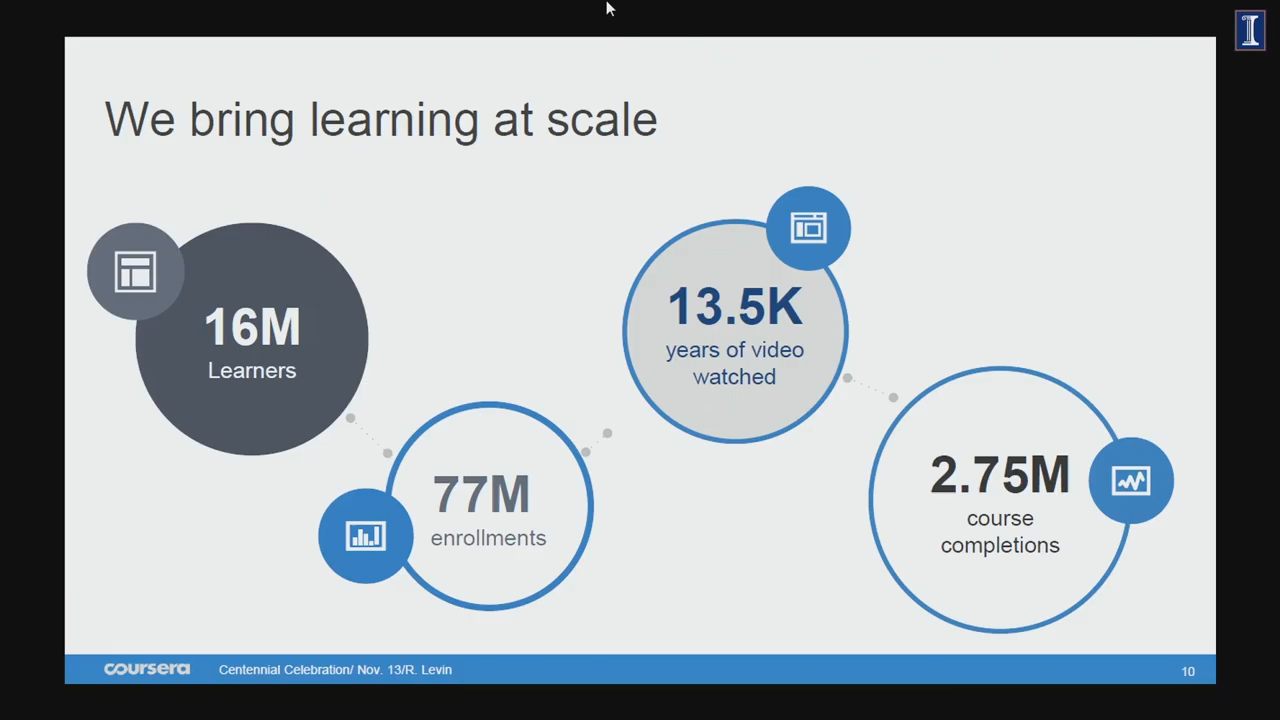 We bring learning at scale
16M
Learners
77M
enrollments
13.5K
years of video
watched
2.75M
course
completions
coursera
Centennial Celebration/ Nov. 13/R. Levin
10
I